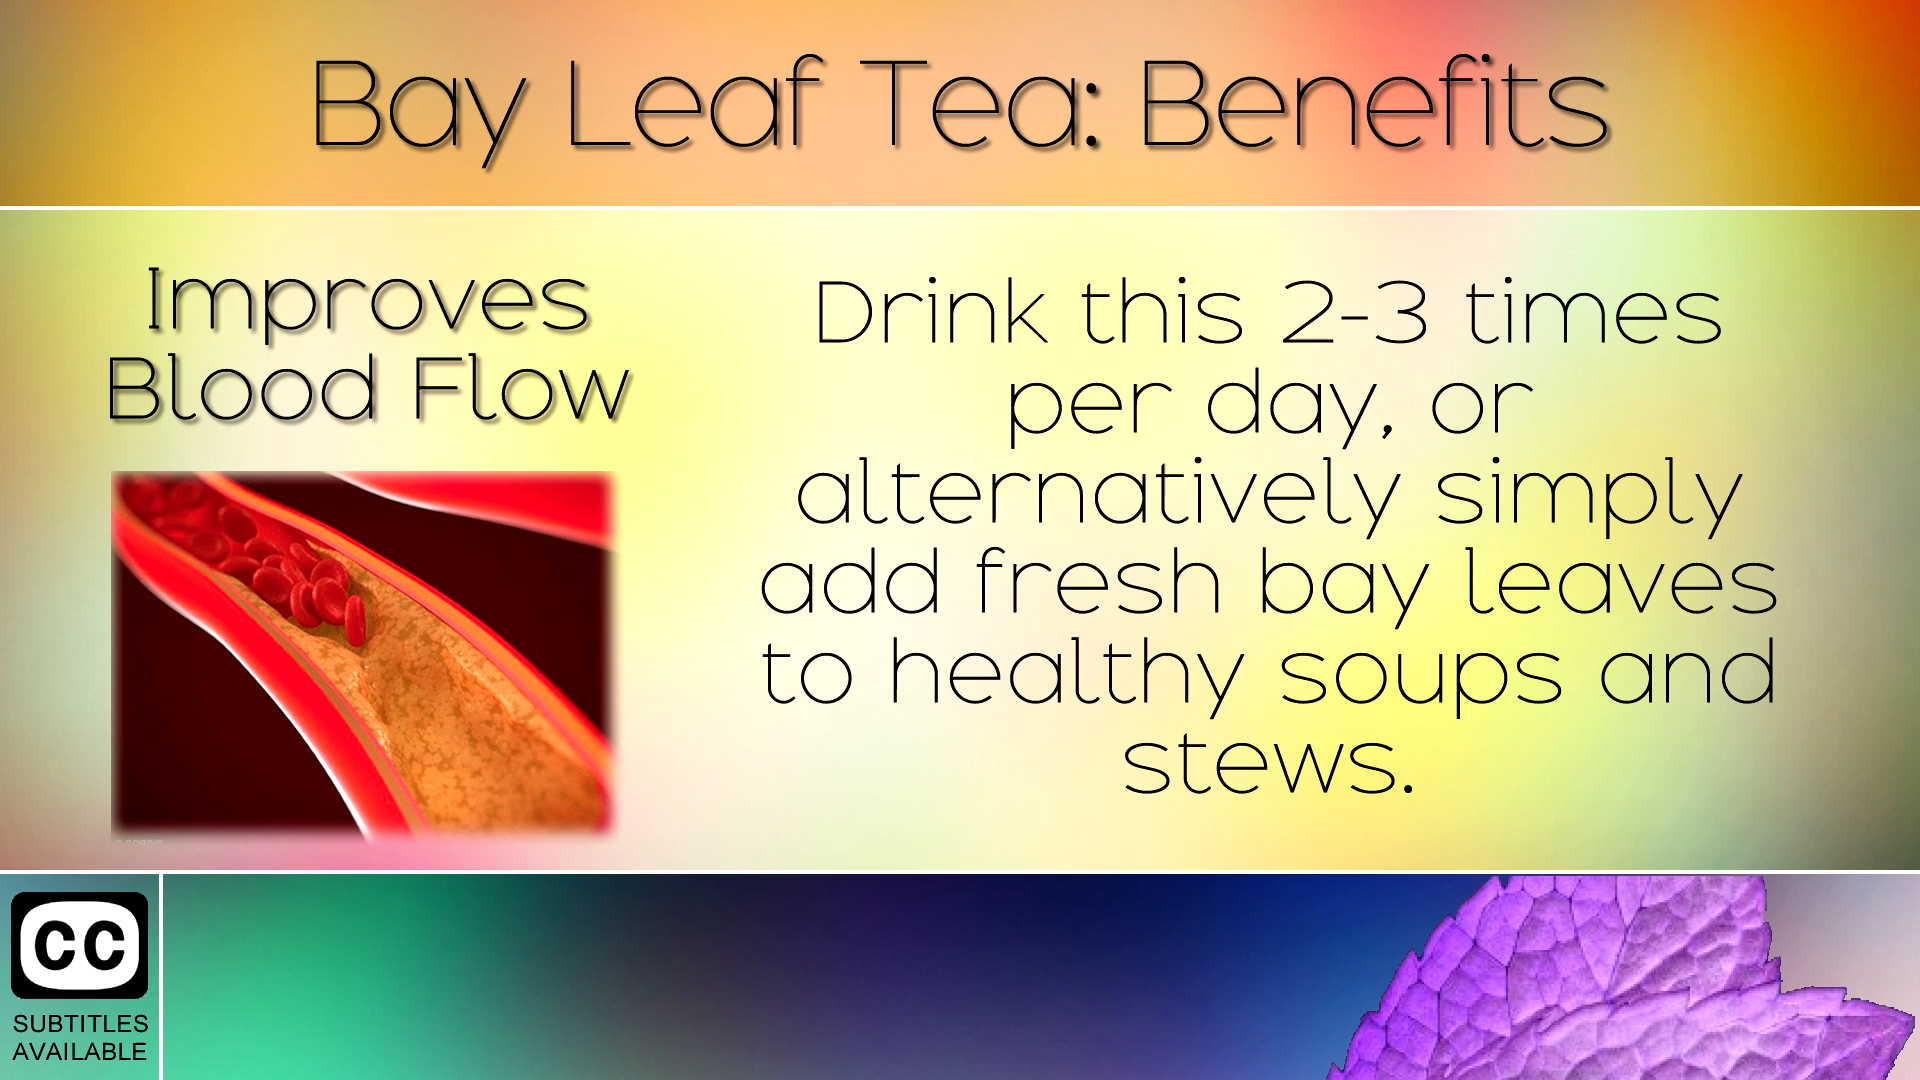 Bay Leaf Tea: Benefits
Improves
Blood Flow
Drink this 2-3 times
per day, or
alternatively simply
add fresh bay leaves
to healthy soups and
stews.
CC
SUBTITLES
AVAILABLE